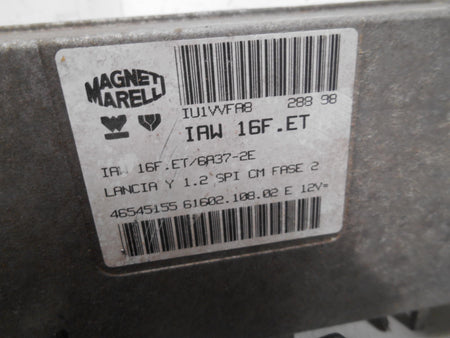 MAGNETI
MARELLI
IU1VVFA8 288 98
IAW 16F.ET
IAW 16F.ET/6A37-2E
LANCIA Y 1.2 SPI CM FASE 2
46545155 61602.108.02 E 12V=